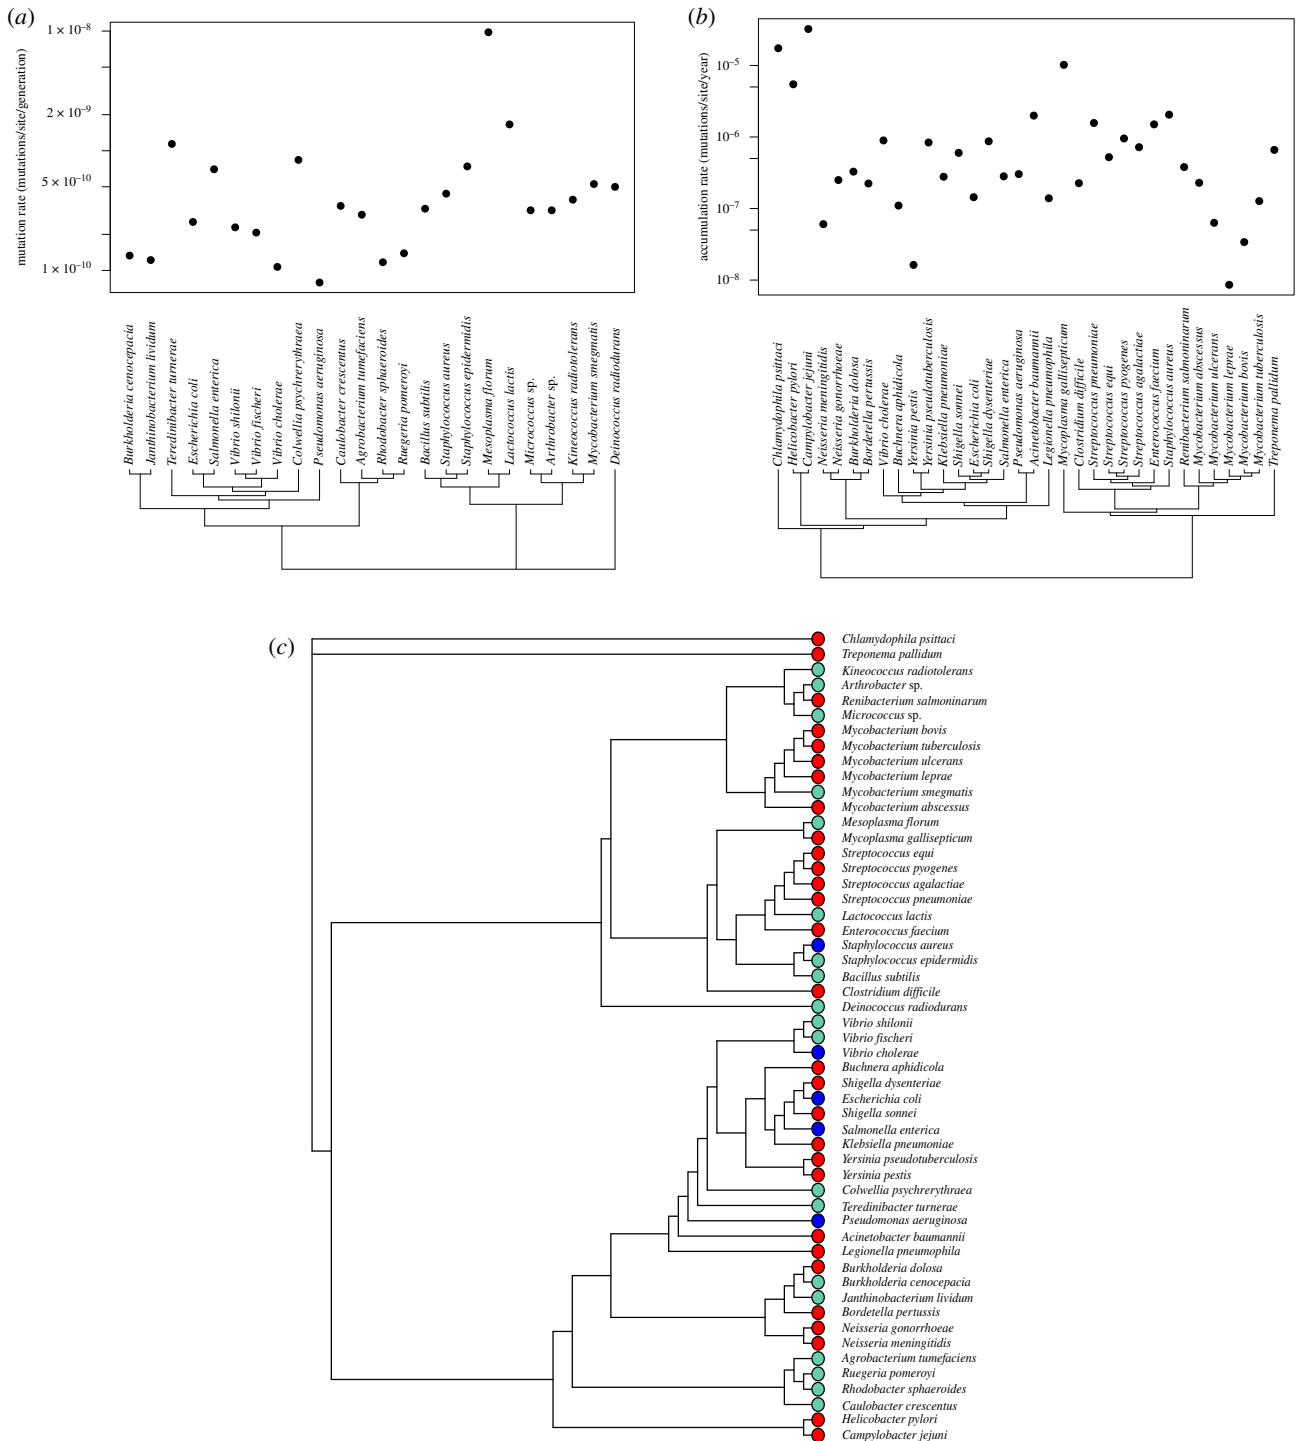 (a)
mutation rate (mutations/site/generation)
1 × 10–8
2 × 10–9
5 × 10–10
1 × 10–10
Burkholderia cenocepacia
Janthinobacterium lividum
Teredinibacter turnerae
Escherichia coli
Salmonella enterica
Vibrio shilonii
Vibrio fischeri
Vibrio cholerae
Colwellia psychrerythraea
Pseudomonas aeruginosa
Caulobacter crescentus
Agrobacterium tumefaciens
Rhodobacter sphaeroides
Ruegeria pomeroyi
Bacillus subtilis
Staphylococcus aureus
Staphylococcus epidermidis
Mesoplasma florum
Lactococcus lactis
Micrococcus sp.
Arthrobacter sp.
Kineococcus radiotolerans
Mycobacterium smegmatis
Deinococcus radiodurans
(b)
accumulation rate (mutations/site/year)
10–5
10–6
10–7
10–8
Chlamydophila psittaci
Helicobacter pylori
Campylobacter jejuni
Neisseria meningitidis
Neisseria gonorrhoeae
Burkholderia dolosa
Bordetella pertussis
Vibrio cholerae
Buchnera aphidicola
Yersinia pestis
Yersinia pseudotuberculosis
Klebsiella pneumoniae
Shigella sonnei
Escherichia coli
Shigella dysenteriae
Salmonella enterica
Pseudomonas aeruginosa
Acinetobacter baumannii
Legionella pneumophila
Mycoplasma gallisepticum
Clostridium difficile
Streptococcus pneumoniae
Streptococcus equi
Streptococcus pyogenes
Streptococcus agalactiae
Enterococcus faecium
Staphylococcus aureus
Renibacterium salmoninarum
Mycobacterium abscessus
Mycobacterium ulcerans
Mycobacterium leprae
Mycobacterium bovis
Mycobacterium tuberculosis
Treponema pallidum
(c)
Chlamydophila psittaci
Treponema pallidum
Kineococcus radiotolerans
Arthrobacter sp.
Renibacterium salmoninarum
Micrococcus sp.
Mycobacterium bovis
Mycobacterium tuberculosis
Mycobacterium ulcerans
Mycobacterium leprae
Mycobacterium smegmatis
Mycobacterium abscessus
Mesoplasma florum
Mycoplasma gallisepticum
Streptococcus equi
Streptococcus pyogenes
Streptococcus agalactiae
Streptococcus pneumoniae
Lactococcus lactis
Enterococcus faecium
Staphylococcus aureus
Staphylococcus epidermidis
Bacillus subtilis
Clostridium difficile
Deinococcus radiodurans
Vibrio shilonii
Vibrio fischeri
Vibrio cholerae
Buchnera aphidicola
Shigella dysenteriae
Escherichia coli
Shigella sonnei
Salmonella enterica
Klebsiella pneumoniae
Yersinia pseudotuberculosis
Yersinia pestis
Colwellia psychrerythraea
Teredinibacter turnerae
Pseudomonas aeruginosa
Acinetobacter baumannii
Legionella pneumophila
Burkholderia dolosa
Burkholderia cenocepacia
Janthinobacterium lividum
Bordetella pertussis
Neisseria gonorrhoeae
Neisseria meningitidis
Agrobacterium tumefaciens
Ruegeria pomeroyi
Rhodobacter sphaeroides
Caulobacter crescentus
Helicobacter pylori
Campylobacter jejuni